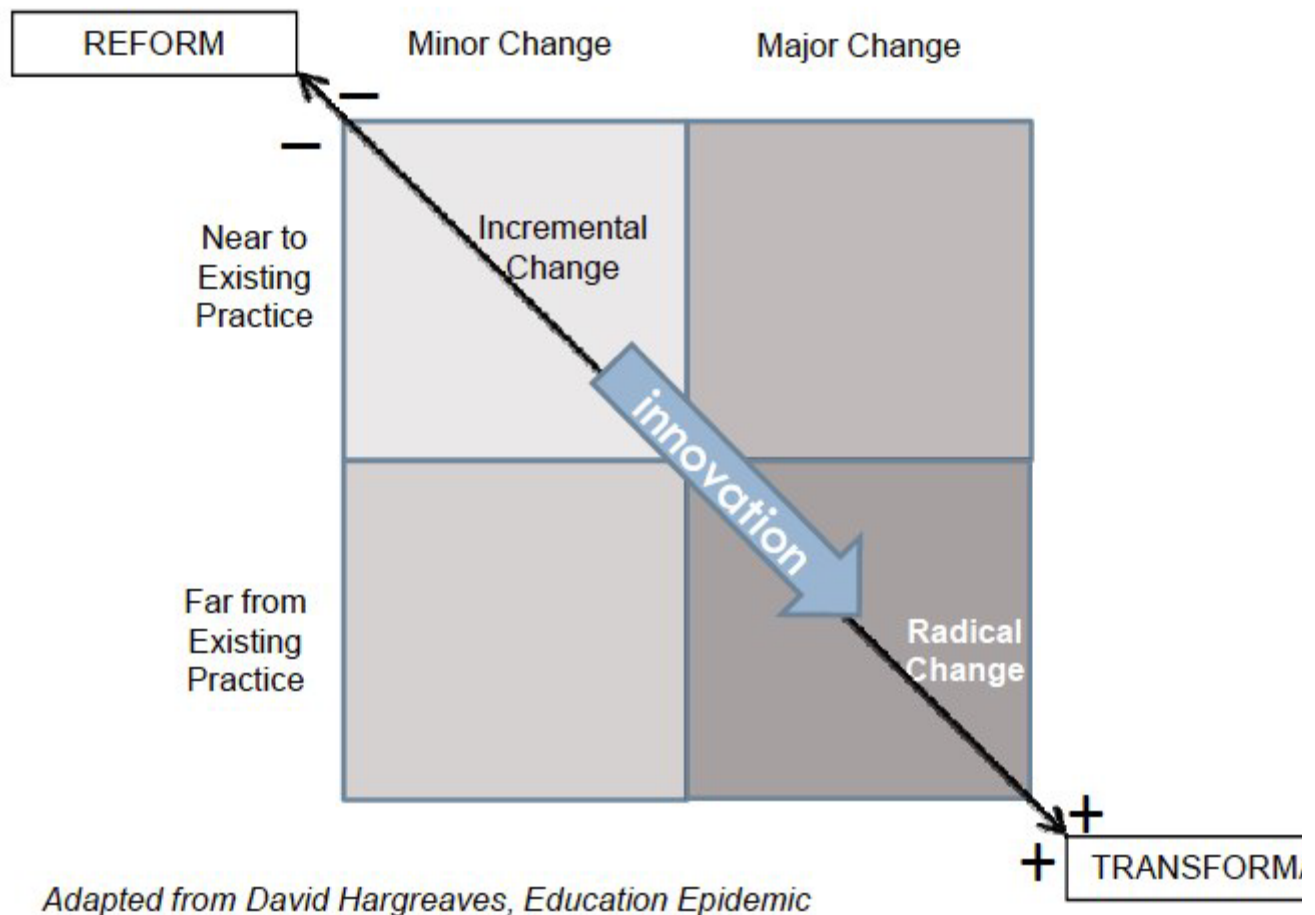 REFORM
Minor Change
Major Change
Near to
Existing
Practice
Incremental
Change
innovation
Far from
Existing
Practice
Radical
Change
TRANSFORMA
Adapted from David Hargreaves, Education Epidemic